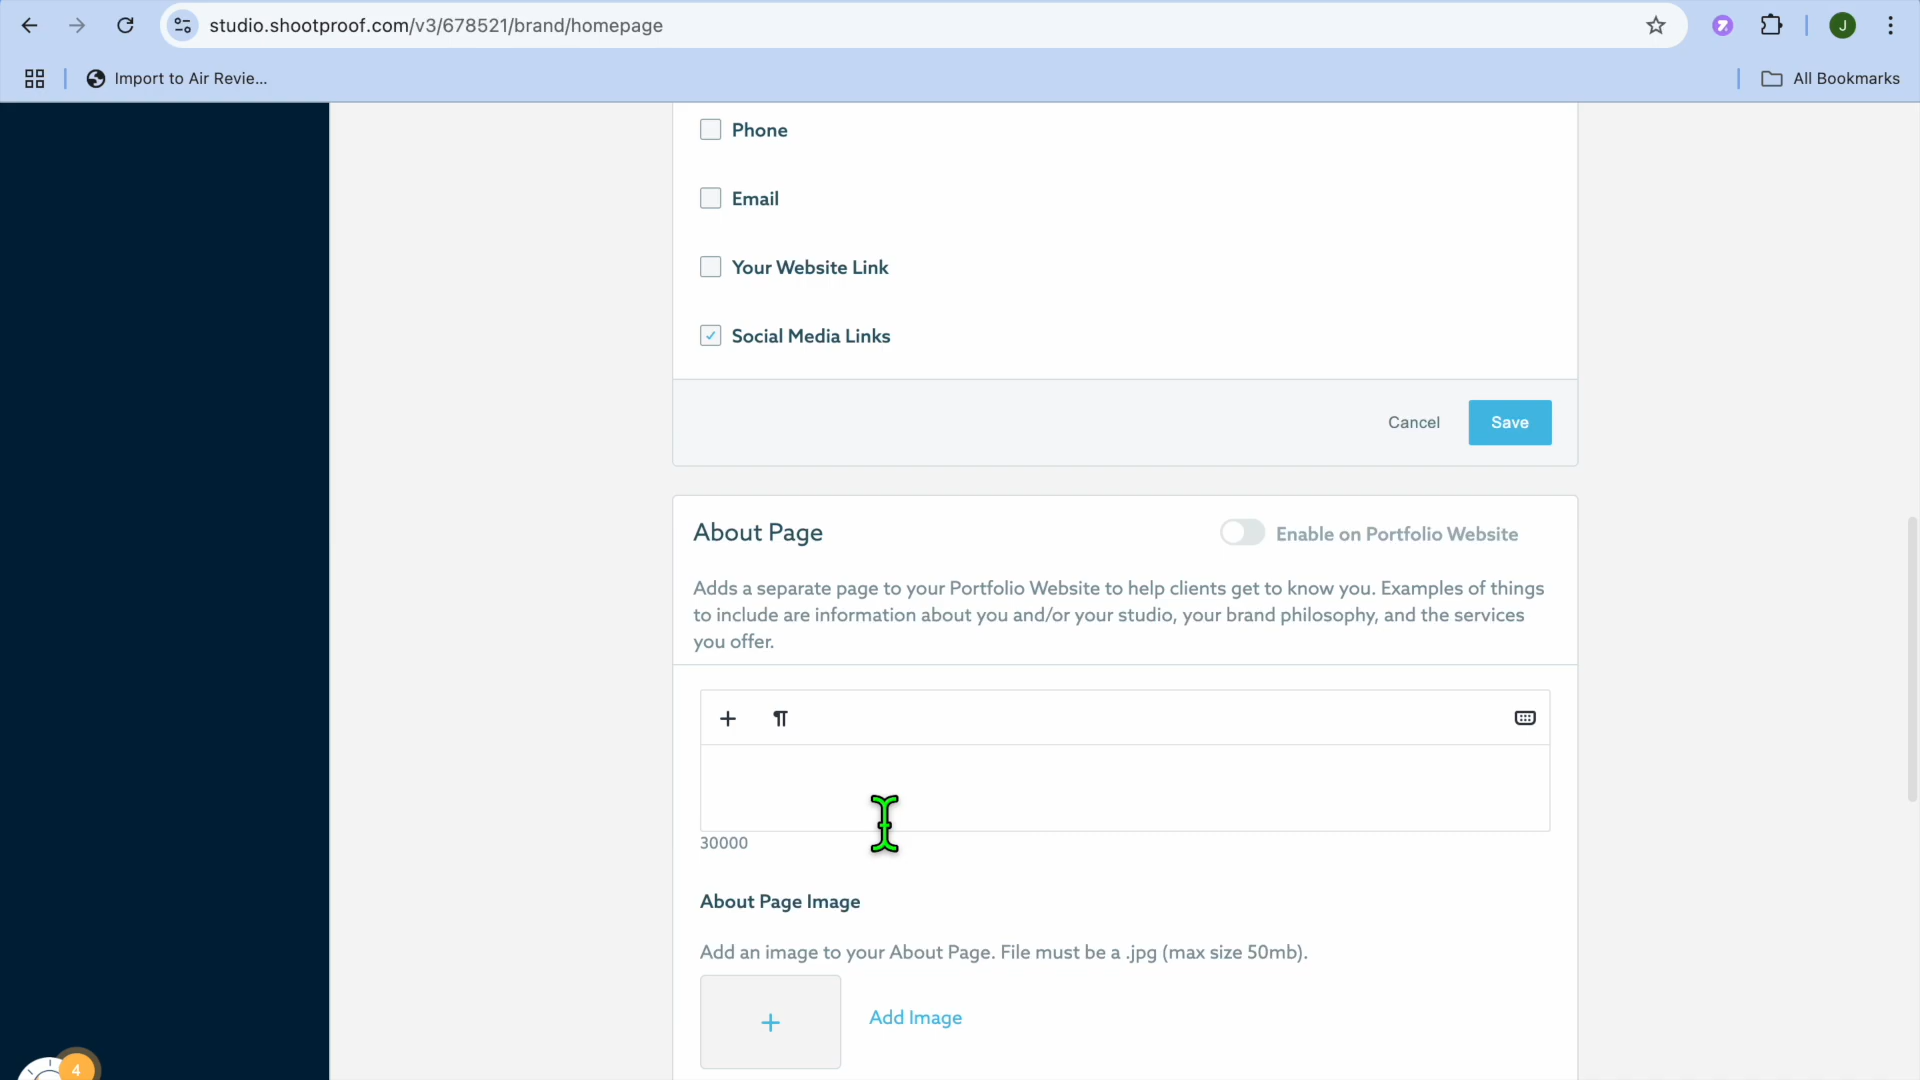 studio.shootproof.com/v3/678521/brand/homepage
J
Import to Air Revie...
All Bookmarks
Phone
Email
Your Website Link
Social Media Links
Cancel
Save
About Page
Enable on Portfolio Website
Adds a separate page to your Portfolio Website to help clients get to know you. Examples of things
to include are information about you and/or your studio, your brand philosophy, and the services
you offer.
30000
About Page Image
Add an image to your About Page. File must be a .jpg (max size 50mb).
Add Image
4